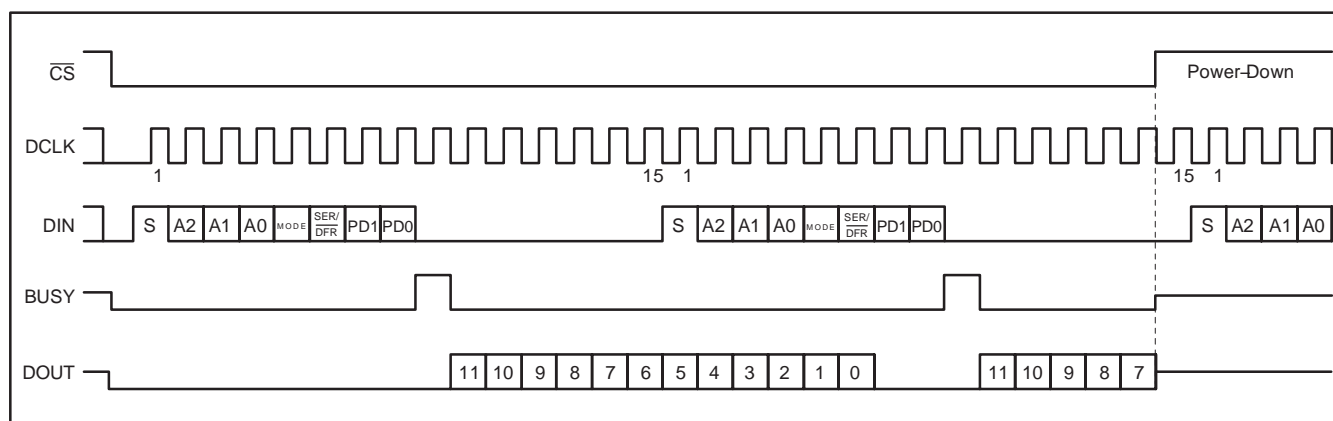 CS Power–Down
DCLK
1 15 1 15 1
DIN S A2 A1 A0 MODE SER/DFR PD1 PD0 S A2 A1 A0 MODE SER/DFR PD1 PD0 S A2 A1 A0
BUSY
DOUT 11 10 9 8 7 6 5 4 3 2 1 0 11 10 9 8 7